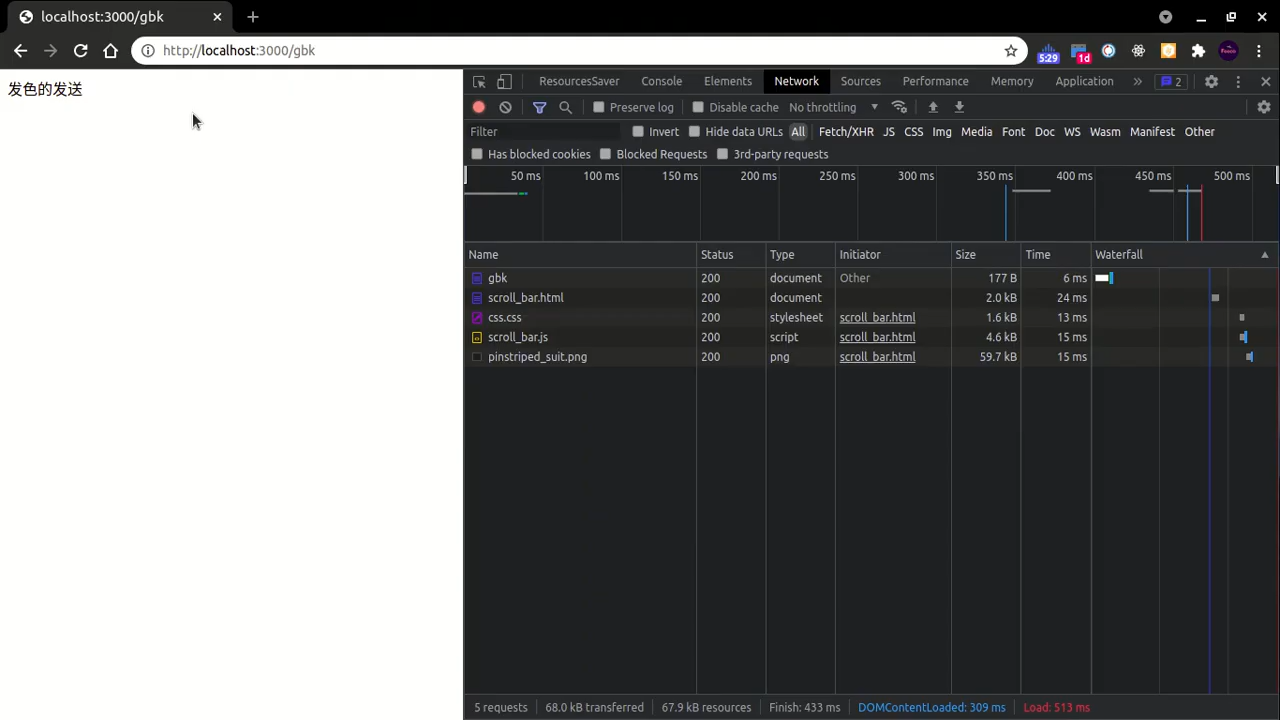 localhost:3000/gbk
http://localhost:3000/gbk
5:29
1d
发色的发送
ResourcesSaver Console Elements Network Sources Performance Memory Application » 2
Preserve log Disable cache No throttling
Filter Invert Hide data URLs All Fetch/XHR JS CSS Img Media Font Doc WS Wasm Manifest Other
Has blocked cookies Blocked Requests 3rd-party requests
50 ms 100 ms 150 ms 200 ms 250 ms 300 ms 350 ms 400 ms 450 ms 500 ms
Name Status Type Initiator Size Time Waterfall
gbk 200 document Other 177 B 6 ms
scroll_bar.html 200 document 2.0 kB 24 ms
css.css 200 stylesheet scroll_bar.html 1.6 kB 13 ms
scroll_bar.js 200 script scroll_bar.html 4.6 kB 15 ms
pinstriped_suit.png 200 png scroll_bar.html 59.7 kB 15 ms
5 requests 68.0 kB transferred 67.9 kB resources Finish: 433 ms DOMContentLoaded: 309 ms Load: 513 ms